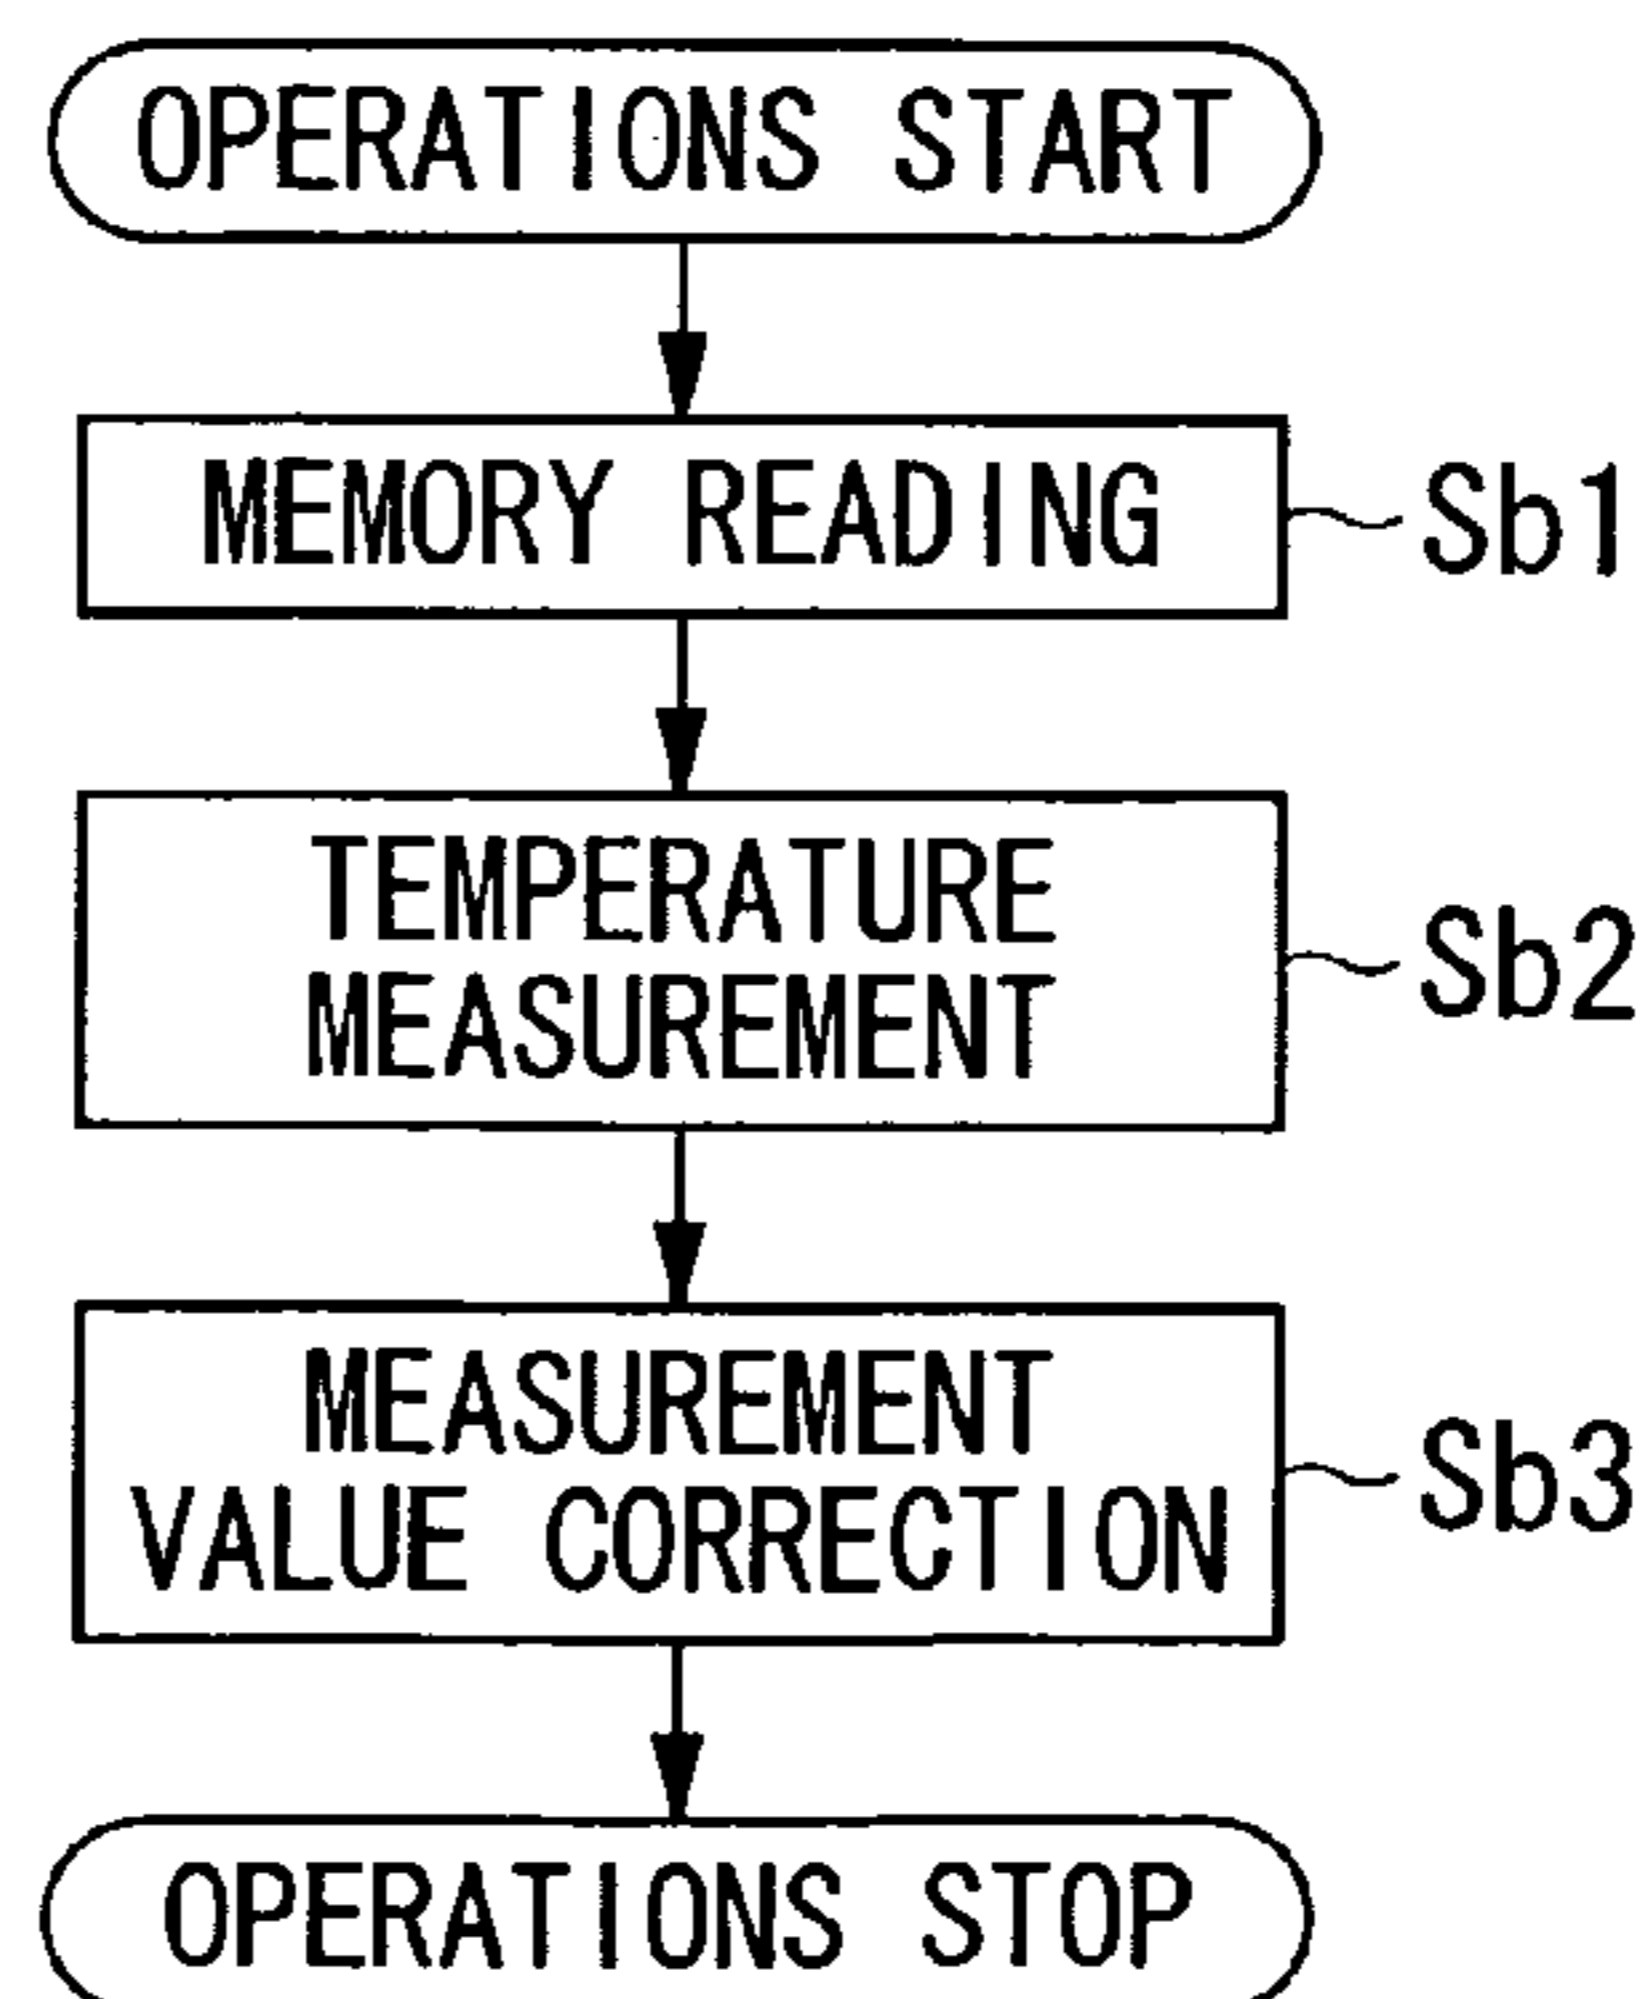 OPERATIONS START
MEMORY READING
Sb1
TEMPERATURE
MEASUREMENT
Sb2
MEASUREMENT
VALUE CORRECTION
Sb3
OPERATIONS STOP